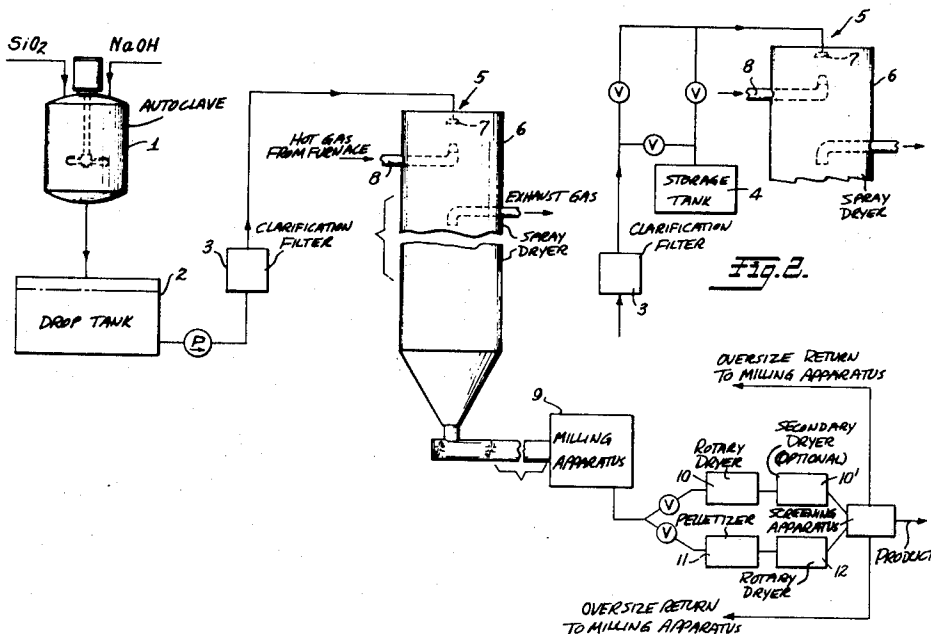 SiO2
NaOH
AUTOCLAVE
1
2
DROP TANK
P
3
CLARIFICATION
FILTER
5
6
7
HOT GAS
FROM FURNACE
8
EXHAUST GAS
SPRAY
DRYER
5
6
7
8
V
V
V
STORAGE
TANK
4
SPRAY
DRYER
CLARIFICATION
FILTER
3
Fig. 2.
9
MILLING
APPARATUS
OVERSIZE RETURN
TO MILLING APPARATUS
V
V
ROTARY
DRYER
10
SECONDARY
DRYER
(OPTIONAL)
10'
PELLETIZER
11
SCREENING
APPARATUS
12
ROTARY
DRYER
PRODUCT
OVERSIZE RETURN
TO MILLING APPARATUS